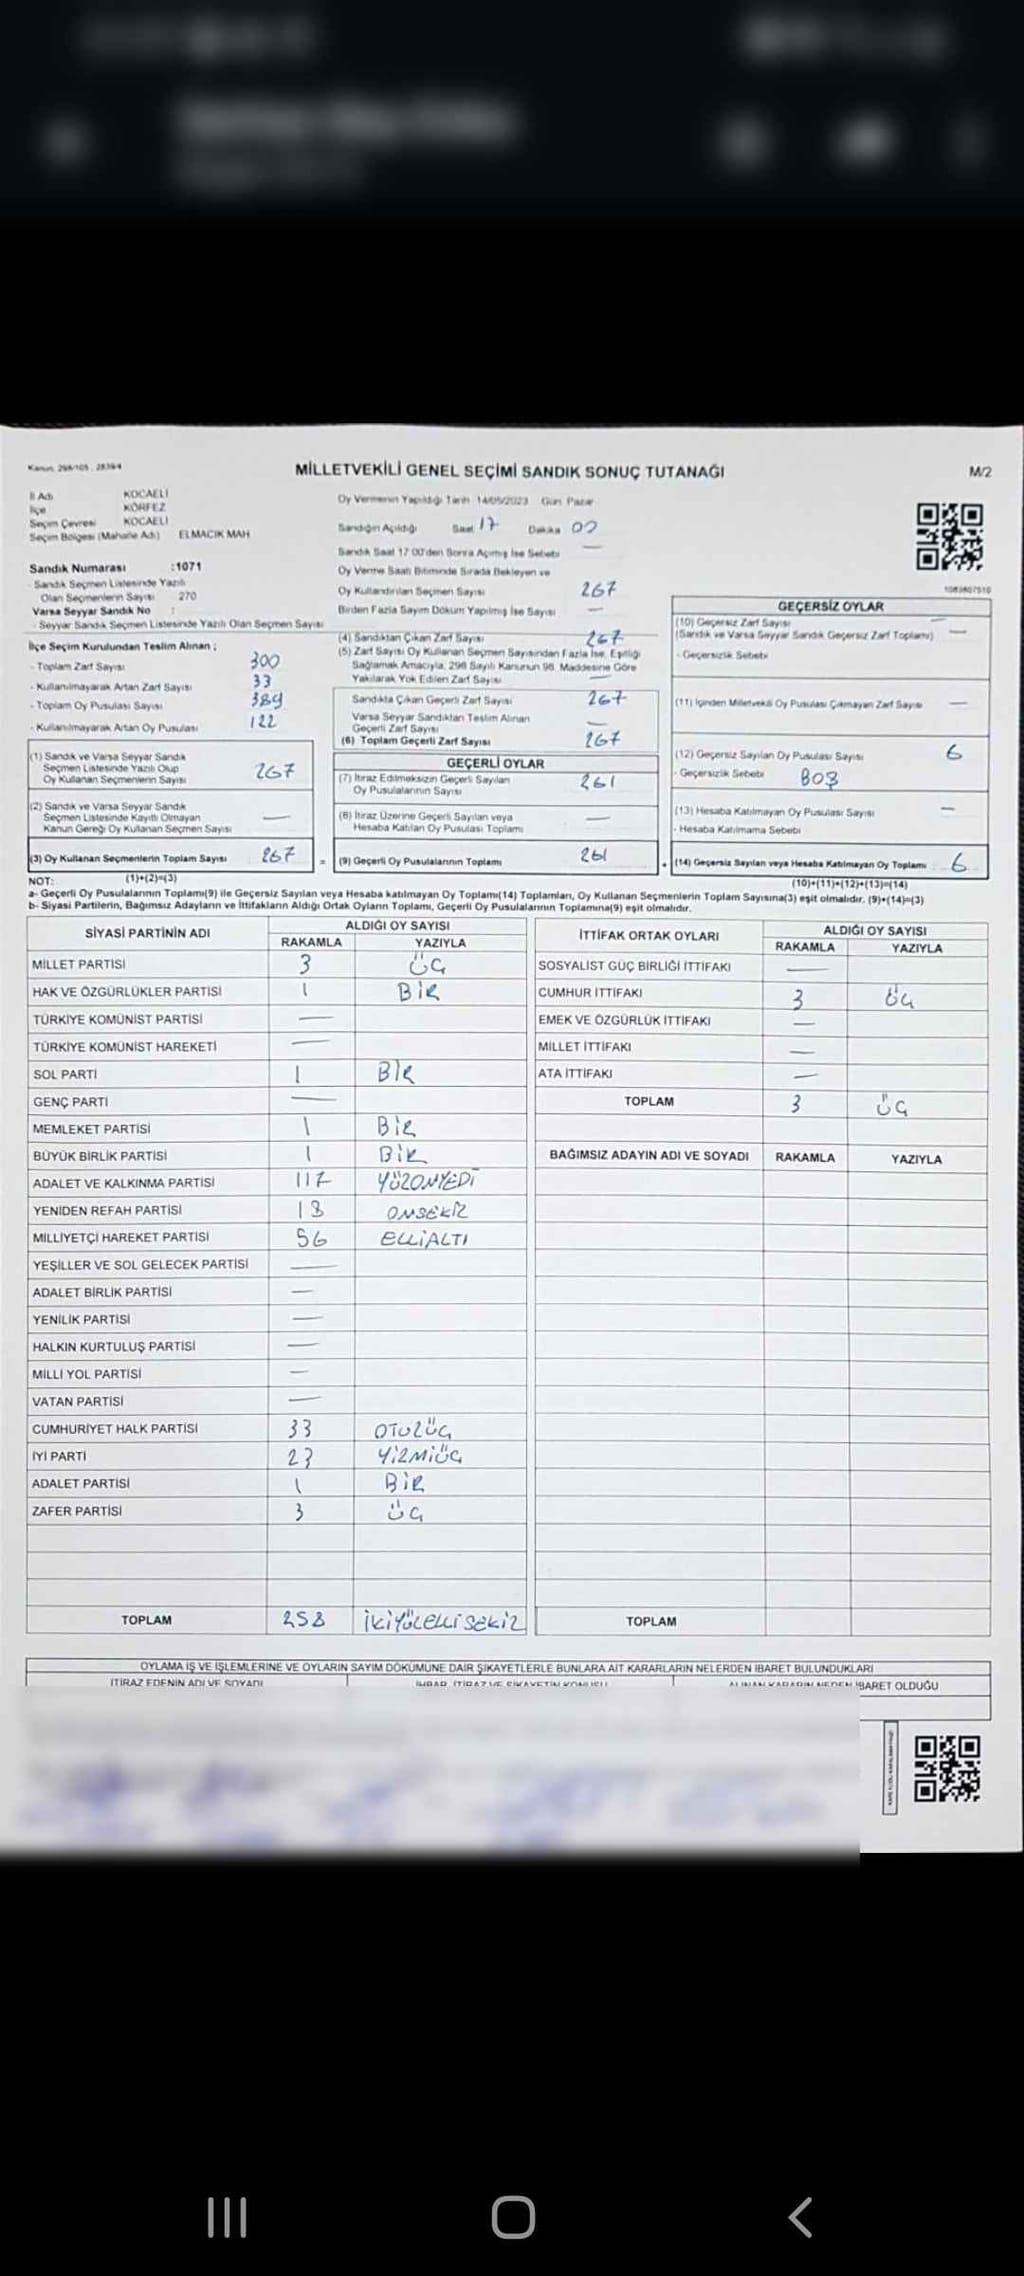 Kanun: 298/105 , 2839/4
MİLLETVEKİLİ GENEL SEÇİMİ SANDIK SONUÇ TUTANAĞI
M/2
İl Adı KOCAELİ
İlçe KÖRFEZ
Seçim Çevresi KOCAELİ
Seçim Bölgesi (Mahalle Adı) ELMACIK MAH
Sandık Numarası :1071
- Sandık Seçmen Listesinde Yazılı
Olan Seçmenlerin Sayısı 270
Varsa Seyyar Sandık No :
- Seyyar Sandık Seçmen Listesinde Yazılı Olan Seçmen Sayısı
Oy Vermenin Yapıldığı Tarih 14/05/2023 Gün Pazar
Sandığın Açıldığı Saat 17 Dakika 00
Sandık Saat 17:00'den Sonra Açılmış İse Sebebi —
Oy Verme Saati Bitiminde Sırada Bekleyen ve
Oy Kullandırılan Seçmen Sayısı 267
Birden Fazla Sayım Döküm Yapılmış İse Sayısı —
1083607510
İlçe Seçim Kurulundan Teslim Alınan ;
- Toplam Zarf Sayısı 300
- Kullanılmayarak Artan Zarf Sayısı 33
- Toplam Oy Pusulası Sayısı 389
- Kullanılmayarak Artan Oy Pusulası 122
(1) Sandık ve Varsa Seyyar Sandık
Seçmen Listesinde Yazılı Olup
Oy Kullanan Seçmenlerin Sayısı 267
(2) Sandık ve Varsa Seyyar Sandık
Seçmen Listesinde Kayıtlı Olmayan
Kanun Gereği Oy Kullanan Seçmen Sayısı —
(3) Oy Kullanan Seçmenlerin Toplam Sayısı 267 =
(4) Sandıktan Çıkan Zarf Sayısı 267
(5) Zarf Sayısı Oy Kullanan Seçmen Sayısından Fazla İse, Eşitliği
Sağlamak Amacıyla, 298 Sayılı Kanunun 98. Maddesine Göre
Yakılarak Yok Edilen Zarf Sayısı —
Sandıkta Çıkan Geçerli Zarf Sayısı 267
Varsa Seyyar Sandıktan Teslim Alınan
Geçerli Zarf Sayısı —
(6) Toplam Geçerli Zarf Sayısı 267
GEÇERLİ OYLAR
(7) İtiraz Edilmeksizin Geçerli Sayılan
Oy Pusulalarının Sayısı 261
(8) İtiraz Üzerine Geçerli Sayılan veya
Hesaba Katılan Oy Pusulası Toplamı —
(9) Geçerli Oy Pusulalarının Toplamı 261 +
GEÇERSİZ OYLAR
(10) Geçersiz Zarf Sayısı
(Sandık ve Varsa Seyyar Sandık Geçersiz Zarf Toplamı) —
- Geçersizlik Sebebi
(11) İçinden Milletvekili Oy Pusulası Çıkmayan Zarf Sayısı —
(12) Geçersiz Sayılan Oy Pusulası Sayısı 6
- Geçersizlik Sebebi BOŞ
(13) Hesaba Katılmayan Oy Pusulası Sayısı —
- Hesaba Katılmama Sebebi
(14) Geçersiz Sayılan veya Hesaba Katılmayan Oy Toplamı 6
NOT: (1)+(2)=(3)
(10)+(11)+(12)+(13)=(14)
a- Geçerli Oy Pusulalarının Toplamı(9) ile Geçersiz Sayılan veya Hesaba katılmayan Oy Toplamı(14) Toplamları, Oy Kullanan Seçmenlerin Toplam Sayısına(3) eşit olmalıdır. (9)+(14)=(3)
b- Siyasi Partilerin, Bağımsız Adayların ve İttifakların Aldığı Ortak Oyların Toplamı, Geçerli Oy Pusulalarının Toplamına(9) eşit olmalıdır.
SİYASİ PARTİNİN ADI ALDIĞI OY SAYISI
RAKAMLA YAZIYLA
MİLLET PARTİSİ 3 ÜÇ
HAK VE ÖZGÜRLÜKLER PARTİSİ 1 BİR
TÜRKİYE KOMÜNİST PARTİSİ —
TÜRKİYE KOMÜNİST HAREKETİ —
SOL PARTİ 1 BİR
GENÇ PARTİ —
MEMLEKET PARTİSİ 1 BİR
BÜYÜK BİRLİK PARTİSİ 1 BİR
ADALET VE KALKINMA PARTİSİ 117 YÜZONYEDİ
YENİDEN REFAH PARTİSİ 18 ONSEKİZ
MİLLİYETÇİ HAREKET PARTİSİ 56 ELLİALTI
YEŞİLLER VE SOL GELECEK PARTİSİ —
ADALET BİRLİK PARTİSİ —
YENİLİK PARTİSİ —
HALKIN KURTULUŞ PARTİSİ —
MİLLİ YOL PARTİSİ —
VATAN PARTİSİ —
CUMHURİYET HALK PARTİSİ 33 OTUZÜÇ
İYİ PARTİ 23 YİRMİÜÇ
ADALET PARTİSİ 1 BİR
ZAFER PARTİSİ 3 ÜÇ
TOPLAM 258 İKİYÜZELLİSEKİZ
İTTİFAK ORTAK OYLARI ALDIĞI OY SAYISI
RAKAMLA YAZIYLA
SOSYALİST GÜÇ BİRLİĞİ İTTİFAKI —
CUMHUR İTTİFAKI 3 ÜÇ
EMEK VE ÖZGÜRLÜK İTTİFAKI —
MİLLET İTTİFAKI —
ATA İTTİFAKI —
TOPLAM 3 ÜÇ
BAĞIMSIZ ADAYIN ADI VE SOYADI RAKAMLA YAZIYLA
TOPLAM
OYLAMA İŞ VE İŞLEMLERİNE VE OYLARIN SAYIM DÖKÜMÜNE DAİR ŞİKAYETLERLE BUNLARA AİT KARARLARIN NELERDEN İBARET BULUNDUKLARI
İTİRAZ EDENİN ADI VE SOYADI İHBAR, İTİRAZ VE ŞİKAYETİN KONUSU ALINAN KARARIN NEDEN İBARET OLDUĞU